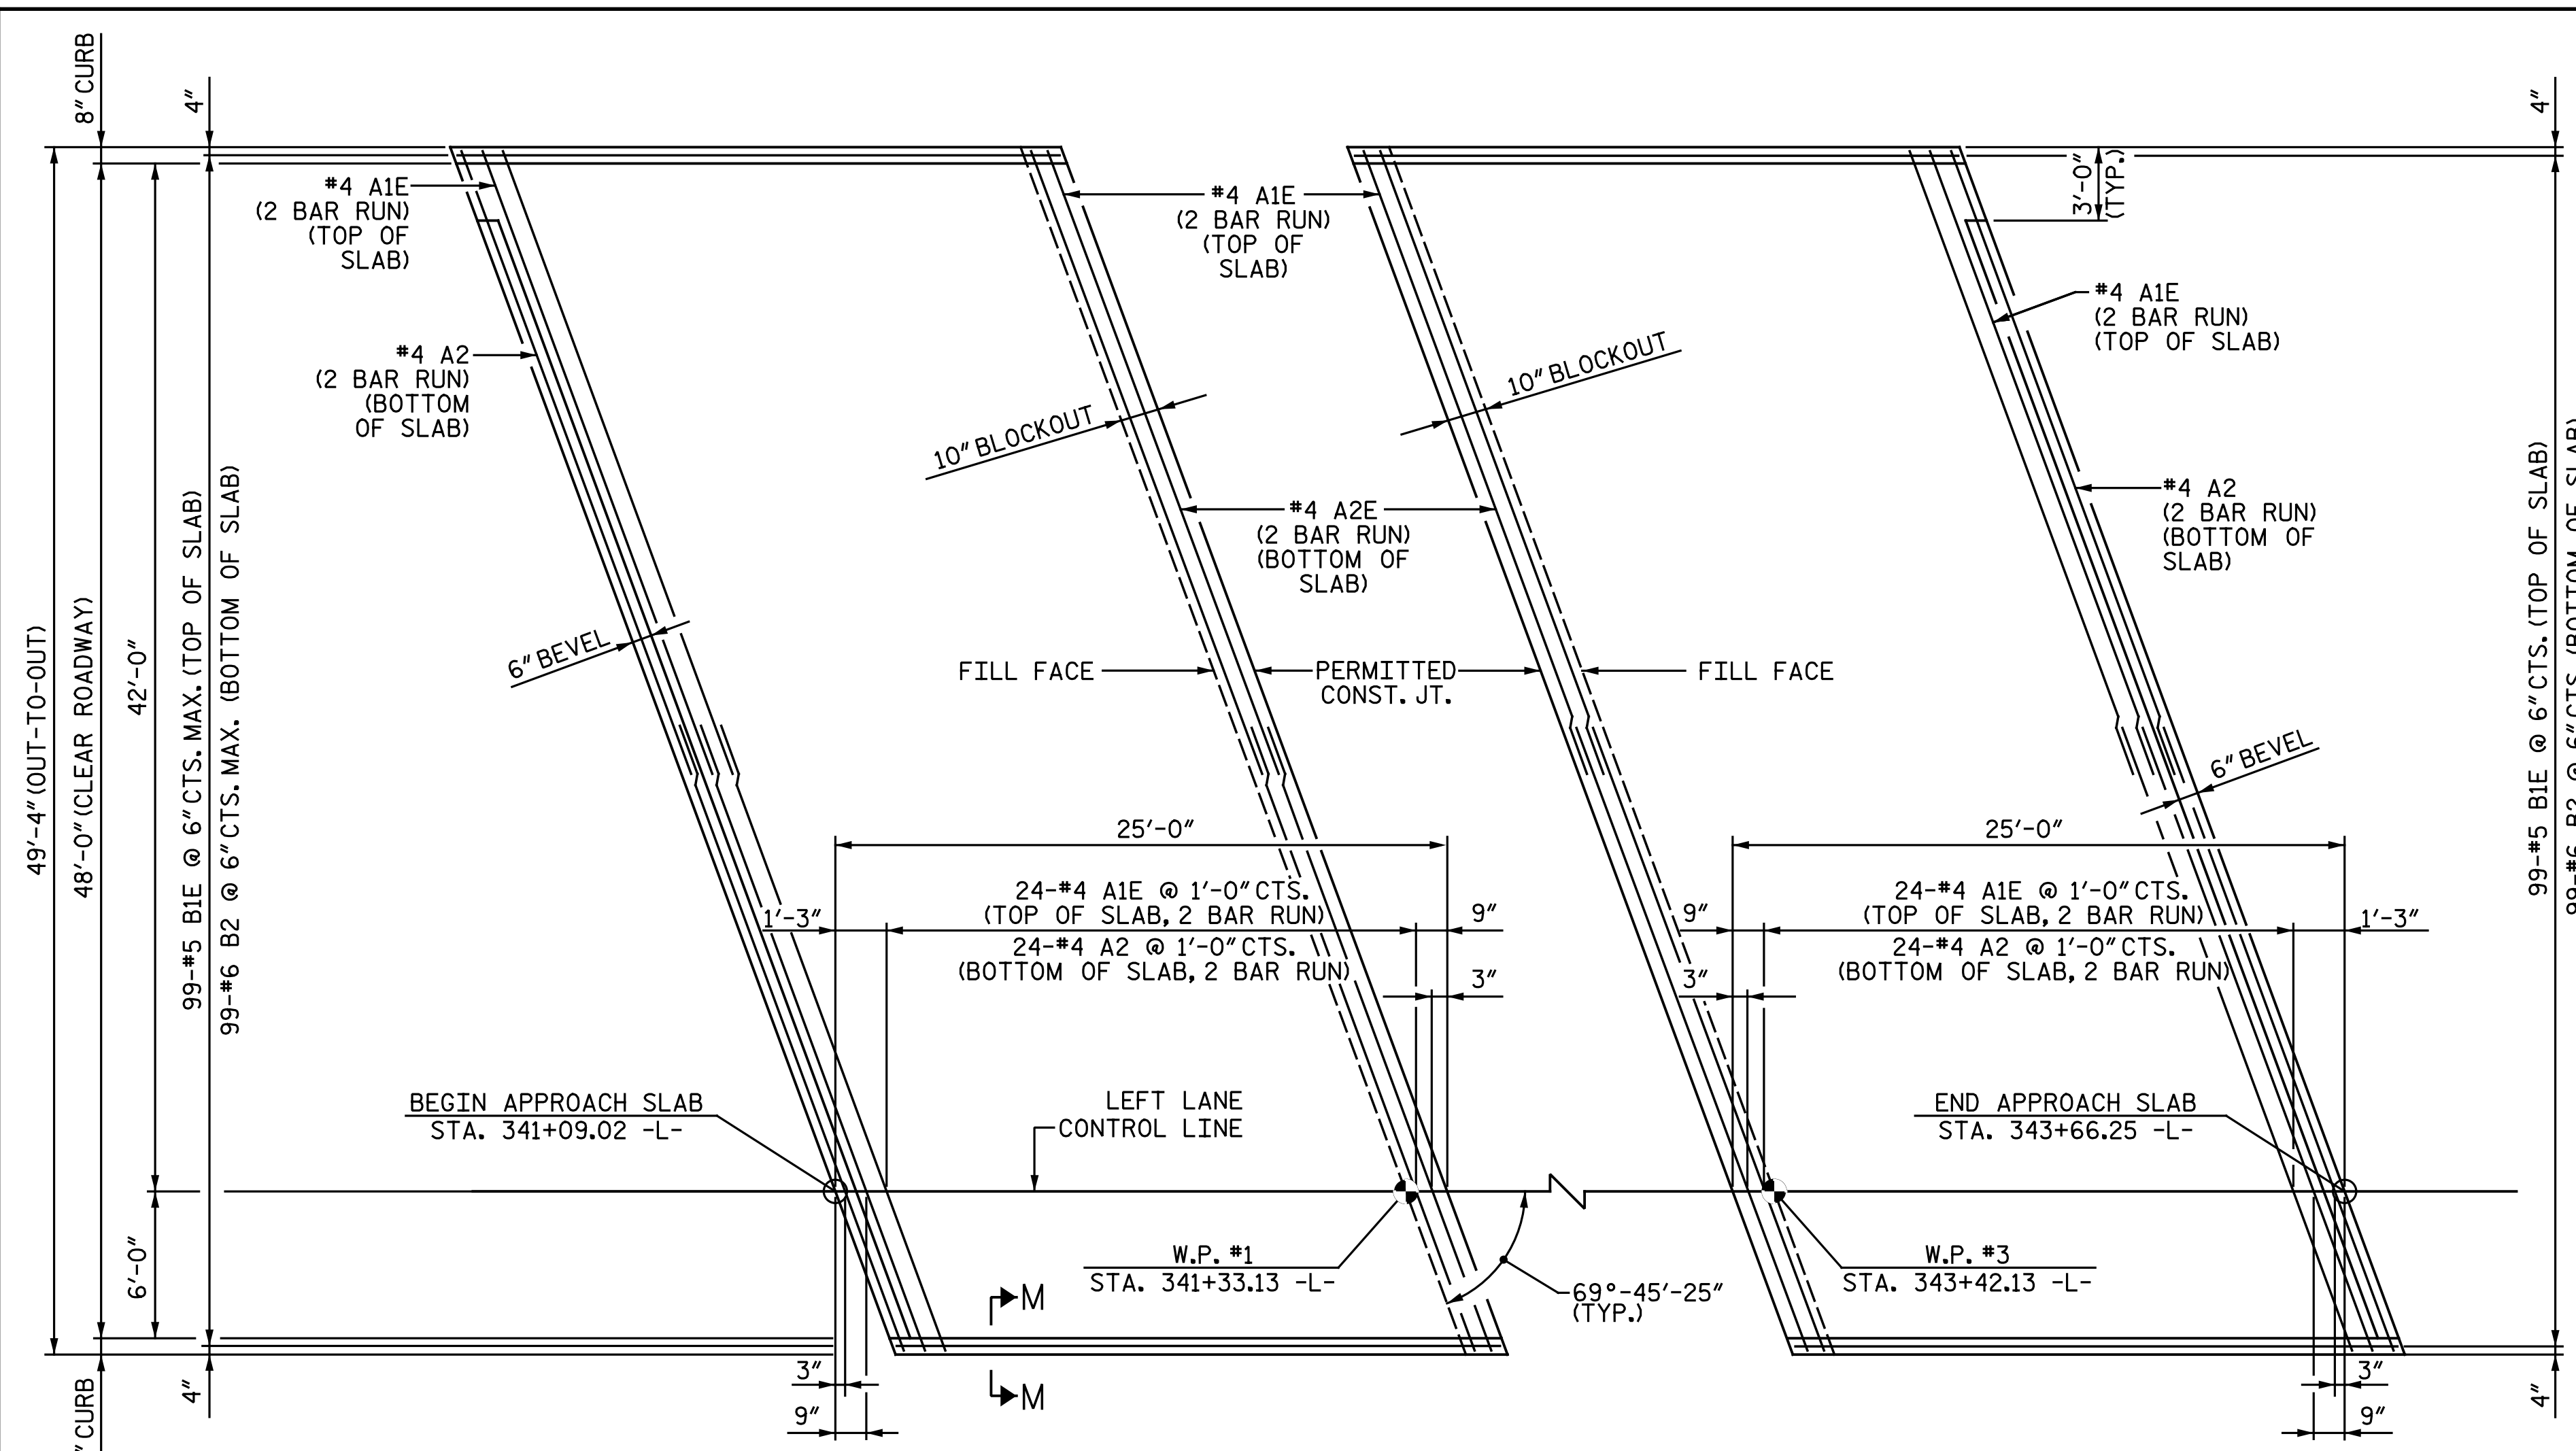 8" CURB
4"
4"
#4 A1E
(2 BAR RUN)
(TOP OF
SLAB)
#4 A1E
(2 BAR RUN)
(TOP OF
SLAB)
3'-0"
(TYP.)
#4 A1E
(2 BAR RUN)
(TOP OF SLAB)
#4 A2
(2 BAR RUN)
(BOTTOM
OF SLAB)
10" BLOCKOUT
10" BLOCKOUT
#4 A2E
(2 BAR RUN)
(BOTTOM OF
SLAB)
#4 A2
(2 BAR RUN)
(BOTTOM OF
SLAB)
49'-4" (OUT-TO-OUT)
48'-0" (CLEAR ROADWAY)
42'-0"
99-#5 B1E @ 6" CTS. MAX. (TOP OF SLAB)
99-#6 B2 @ 6" CTS. MAX. (BOTTOM OF SLAB)
6" BEVEL
FILL FACE
PERMITTED
CONST. JT.
FILL FACE
6" BEVEL
99-#5 B1E @ 6" CTS. (TOP OF SLAB)
99-#6 B2 @ 6" CTS. (BOTTOM OF SLAB)
25'-0"
25'-0"
24-#4 A1E @ 1'-0" CTS.
(TOP OF SLAB, 2 BAR RUN)
1'-3"
9"
24-#4 A2 @ 1'-0" CTS.
(BOTTOM OF SLAB, 2 BAR RUN)
3"
24-#4 A1E @ 1'-0" CTS.
(TOP OF SLAB, 2 BAR RUN)
9"
1'-3"
24-#4 A2 @ 1'-0" CTS.
(BOTTOM OF SLAB, 2 BAR RUN)
3"
BEGIN APPROACH SLAB
STA. 341+09.02 -L-
LEFT LANE
CONTROL LINE
END APPROACH SLAB
STA. 343+66.25 -L-
6'-0"
W.P. #1
STA. 341+33.13 -L-
69°-45'-25"
(TYP.)
W.P. #3
STA. 343+42.13 -L-
M
M
3"
9"
3"
9"
4"
4"
" CURB